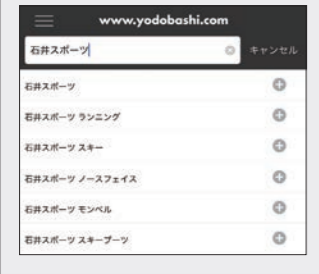 www.yodobashi.com
石井スポーツ キャンセル
石井スポーツ
石井スポーツ ランニング
石井スポーツ スキー
石井スポーツ ノースフェイス
石井スポーツ モンベル
石井スポーツ スキーブーツ